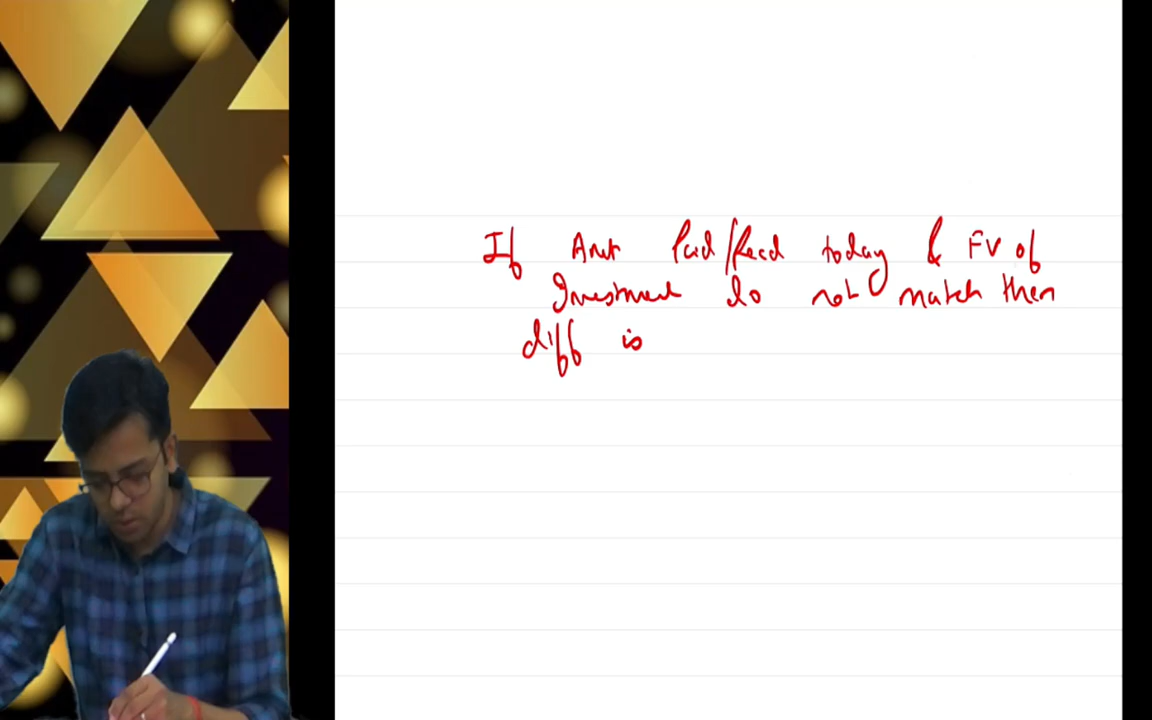 If Amt Paid/Recd today & FV of
Investment do not match then
diff is